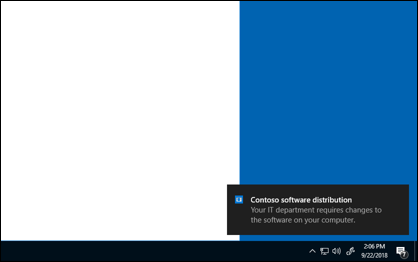 Contoso software distribution
Your IT department requires changes to
the software on your computer.
2:06 PM
9/22/2018